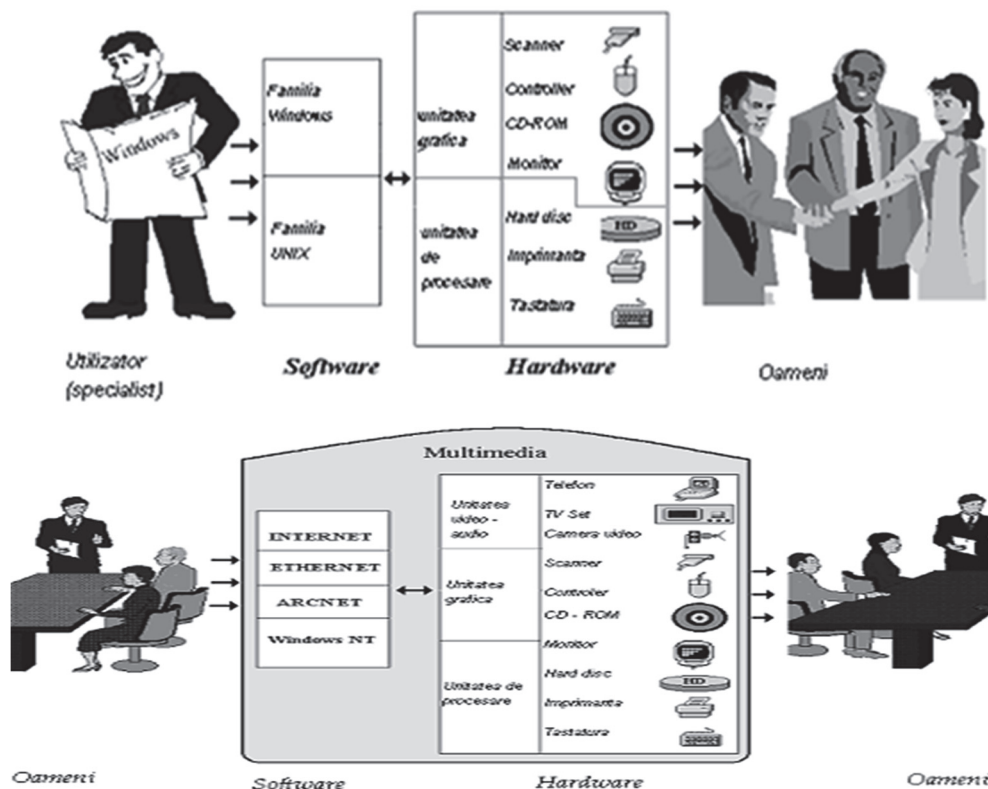 Windows
Familia
Windows
Familia
UNIX
unitatea
grafica
unitatea
de
procesare
Scanner
Controller
CD-ROM
Monitor
Hard disc
HD
Imprimanta
Tastatura
Utilizator
(specialist)
Software
Hardware
Oameni
Multimedia
INTERNET
ETHERNET
ARCNET
Windows NT
Unitatea
video -
audio
Unitatea
grafica
Unitatea de
procesare
Telefon
TV Set
Camera video
Scanner
Controller
CD - ROM
Monitor
Hard disc
HD
Imprimanta
Tastatura
Oameni
Software
Hardware
Oameni